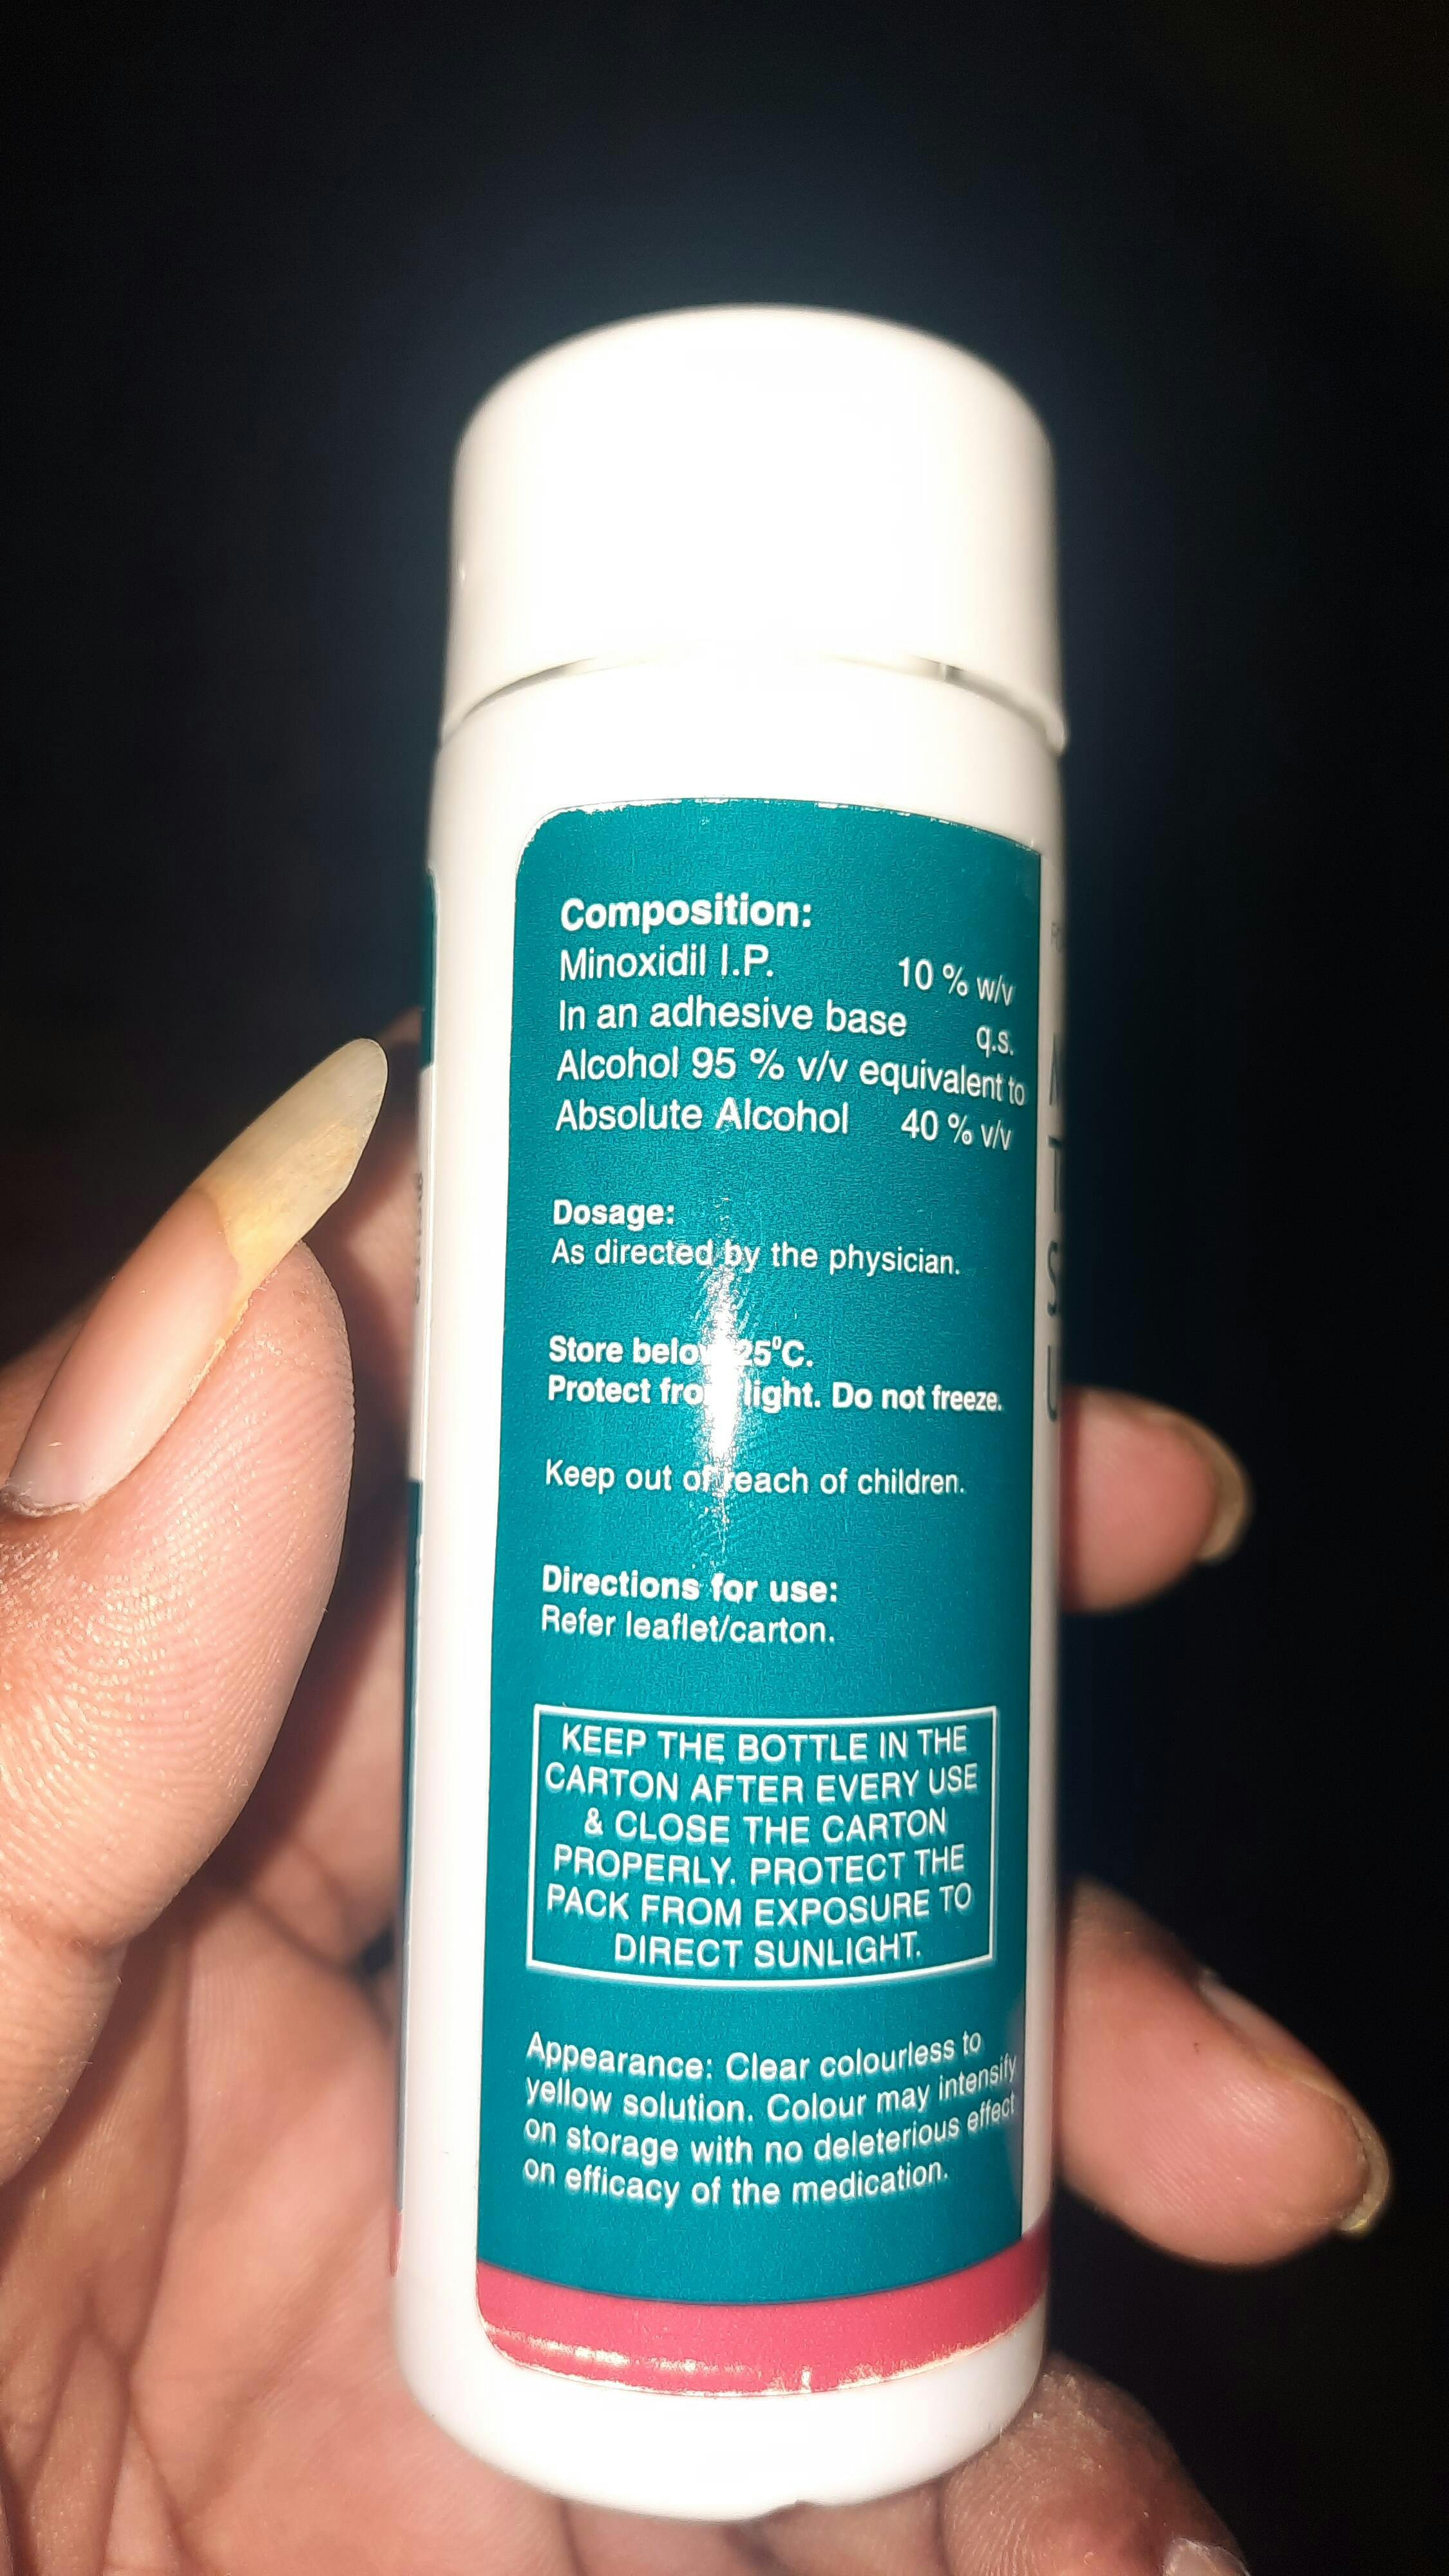 Composition:
Minoxidil I.P. 10 % w/v
In an adhesive base q.s.
Alcohol 95 % v/v equivalent to
Absolute Alcohol 40 % v/v
Dosage:
As directed by the physician.
Store below 25°C.
Protect from light. Do not freeze.
Keep out of reach of children.
Directions for use:
Refer leaflet/carton.
KEEP THE BOTTLE IN THE
CARTON AFTER EVERY USE
& CLOSE THE CARTON
PROPERLY. PROTECT THE
PACK FROM EXPOSURE TO
DIRECT SUNLIGHT.
Appearance: Clear colourless to
yellow solution. Colour may intensify
on storage with no deleterious effect
on efficacy of the medication.